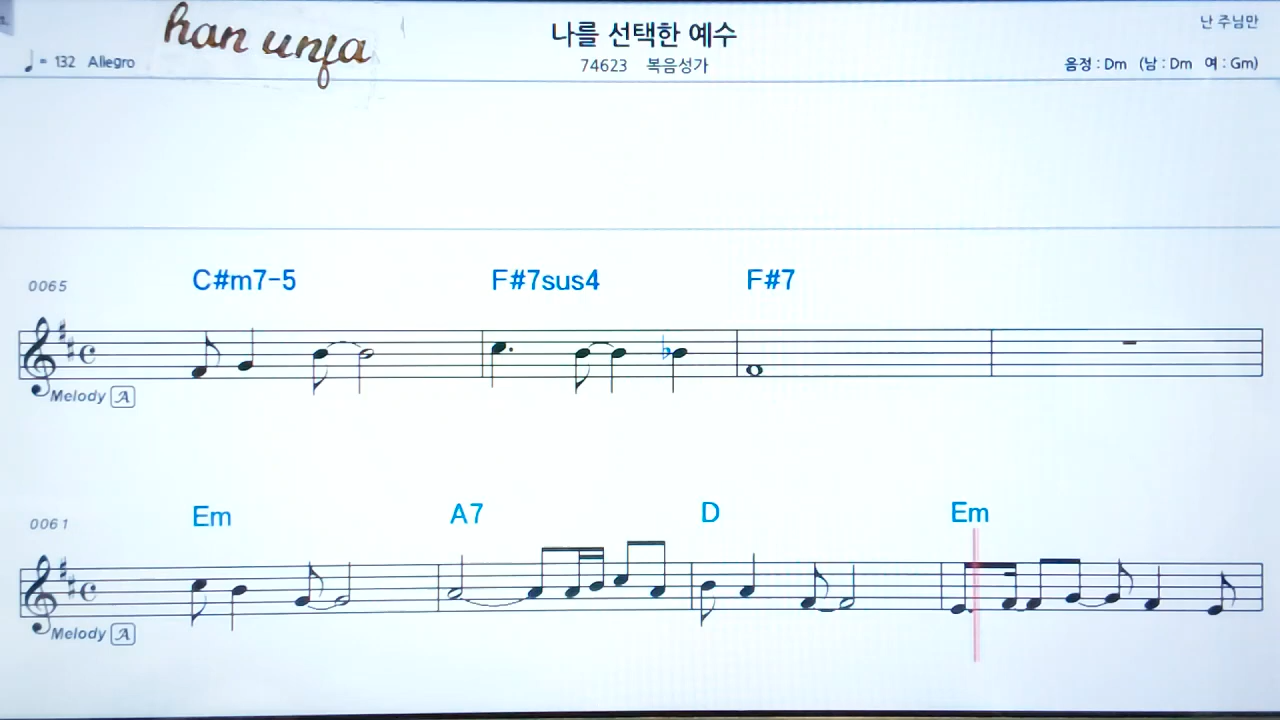 han unja
나를 선택한 예수
난 주님만
♩= 132 Allegro
74623 복음성가
음정 : Dm (남 : Dm 여 : Gm)
0065
C#m7-5 F#7sus4 F#7
Melody A
0061
Em A7 D Em
Melody A